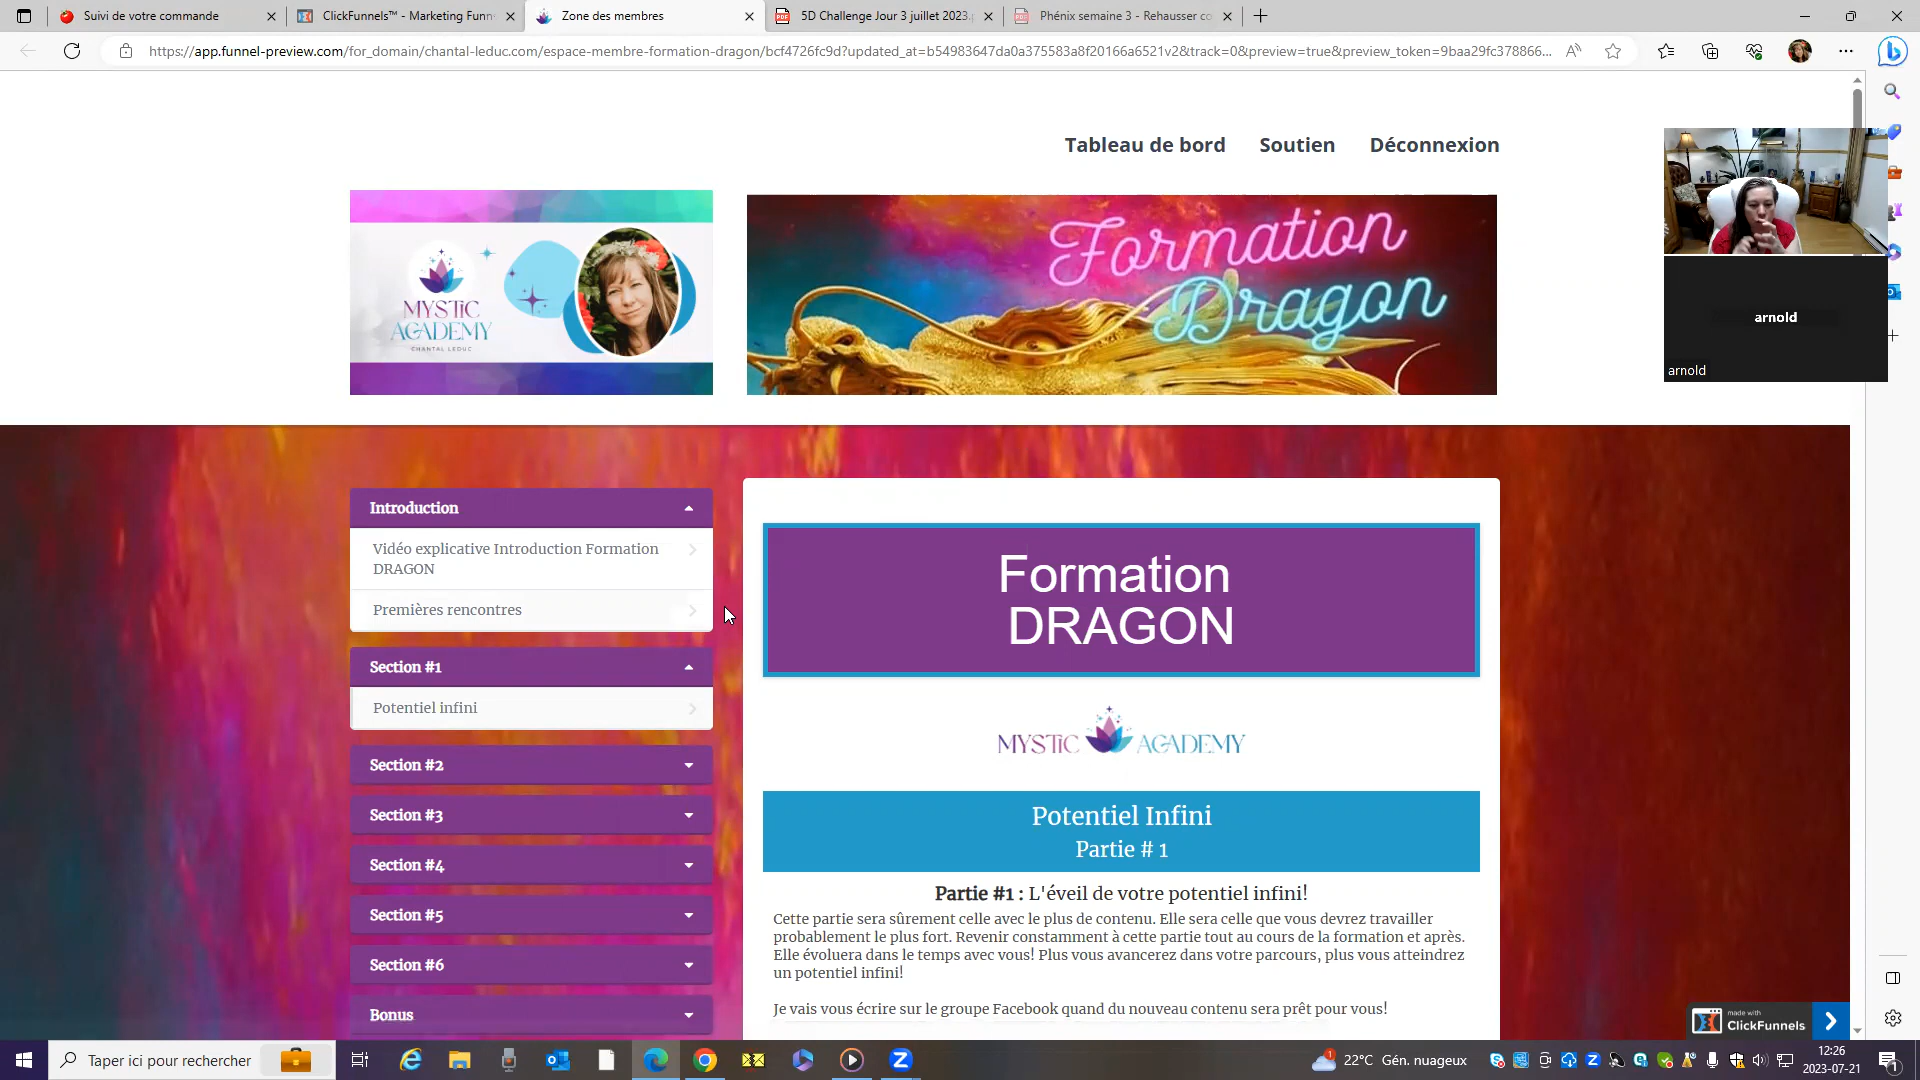 Suivi de votre commande
ClickFunnels™ - Marketing Funn
Zone des membres
5D Challenge Jour 3 juillet 2023.
Phénix semaine 3 - Rehausser co
https://app.funnel-preview.com/for_domain/chantal-leduc.com/espace-membre-formation-dragon/bcf4726fc9d?updated_at=b54983647da0a375583a8f20166a6521v2&track=0&preview=true&preview_token=9baa29fc378866...
Tableau de bord
Soutien
Déconnexion
MYSTIC
ACADEMY
CHANTAL LEDUC
Formation
Dragon
arnold
arnold
Introduction
Vidéo explicative Introduction Formation
DRAGON
Premières rencontres
Section #1
Potentiel infini
Section #2
Section #3
Section #4
Section #5
Section #6
Bonus
Formation
DRAGON
MYSTIC ACADEMY
Potentiel Infini
Partie # 1
Partie #1 : L'éveil de votre potentiel infini!
Cette partie sera sûrement celle avec le plus de contenu. Elle sera celle que vous devrez travailler
probablement le plus fort. Revenir constamment à cette partie tout au cours de la formation et après.
Elle évoluera dans le temps avec vous! Plus vous avancerez dans votre parcours, plus vous atteindrez
un potentiel infini!
Je vais vous écrire sur le groupe Facebook quand du nouveau contenu sera prêt pour vous!
made with
ClickFunnels
Taper ici pour rechercher
22°C Gén. nuageux
12:26
2023-07-21